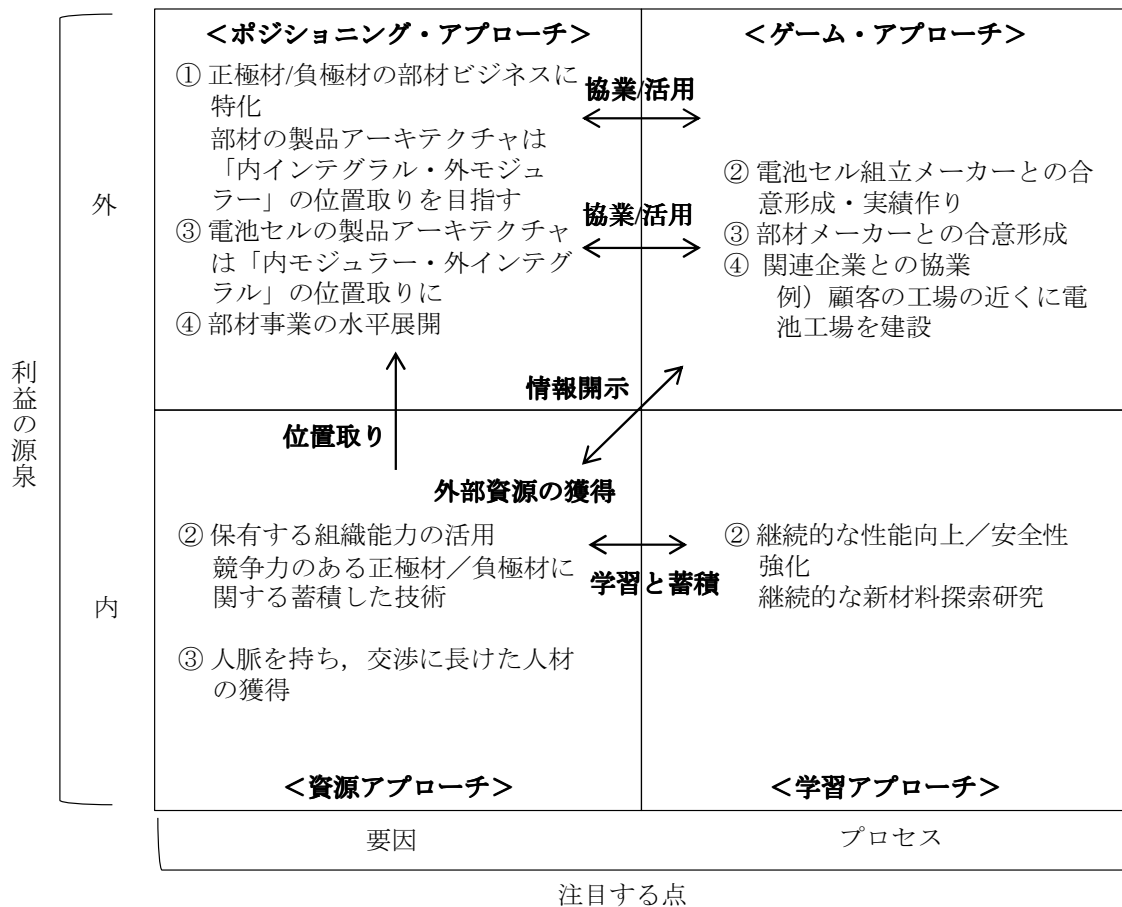 ＜ポジショニング・アプローチ＞
① 正極材/負極材の部材ビジネスに
特化
部材の製品アーキテクチャは
「内インテグラル・外モジュ
ラー」の位置取りを目指す
③ 電池セルの製品アーキテクチャ
は「内モジュラー・外インテグ
ラル」の位置取りに
④ 部材事業の水平展開
協業/活用
協業/活用
＜ゲーム・アプローチ＞
② 電池セル組立メーカーとの合
意形成・実績作り
③ 部材メーカーとの合意形成
④ 関連企業との協業
例）顧客の工場の近くに電
池工場を建設
外
利益の源泉
情報開示
位置取り
外部資源の獲得
② 保有する組織能力の活用
競争力のある正極材／負極材に
関する蓄積した技術
③ 人脈を持ち，交渉に長けた人材
の獲得
学習と蓄積
② 継続的な性能向上／安全性
強化
継続的な新材料探索研究
内
＜資源アプローチ＞
＜学習アプローチ＞
要因
プロセス
注目する点